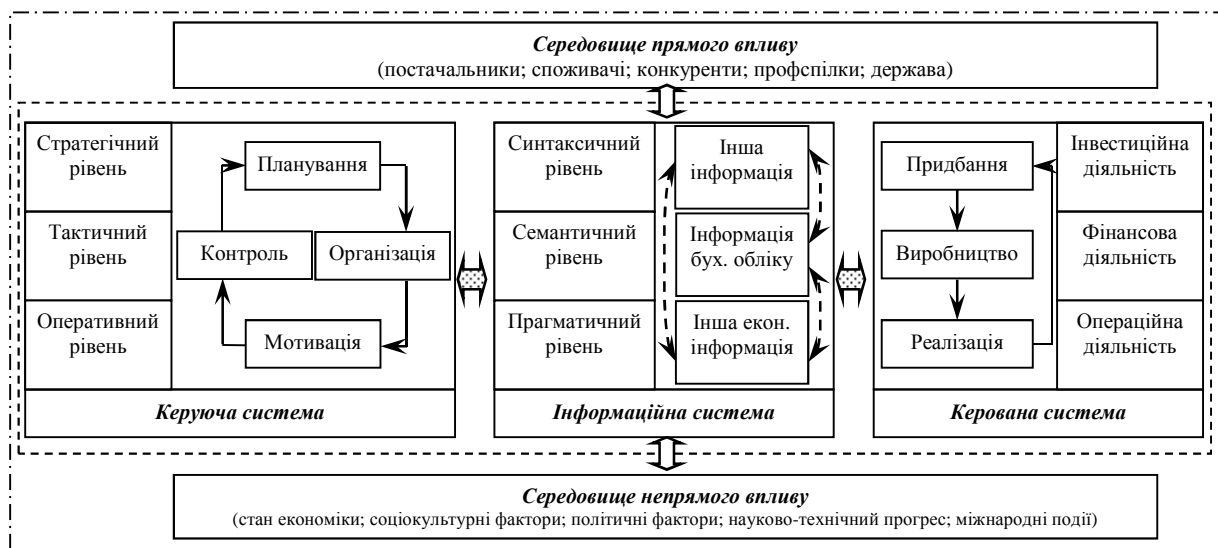 Середовище прямого впливу
(постачальники; споживачі; конкуренти; профспілки; держава)
Стратегічний
рівень
Тактичний
рівень
Оперативний
рівень
Планування
Контроль
Організація
Мотивація
Керуюча система
Синтаксичний
рівень
Семантичний
рівень
Прагматичний
рівень
Інша
інформація
Інформація
бух. обліку
Інша екон.
інформація
Інформаційна система
Придбання
Виробництво
Реалізація
Інвестиційна
діяльність
Фінансова
діяльність
Операційна
діяльність
Керована система
Середовище непрямого впливу
(стан економіки; соціокультурні фактори; політичні фактори; науково-технічний прогрес; міжнародні події)